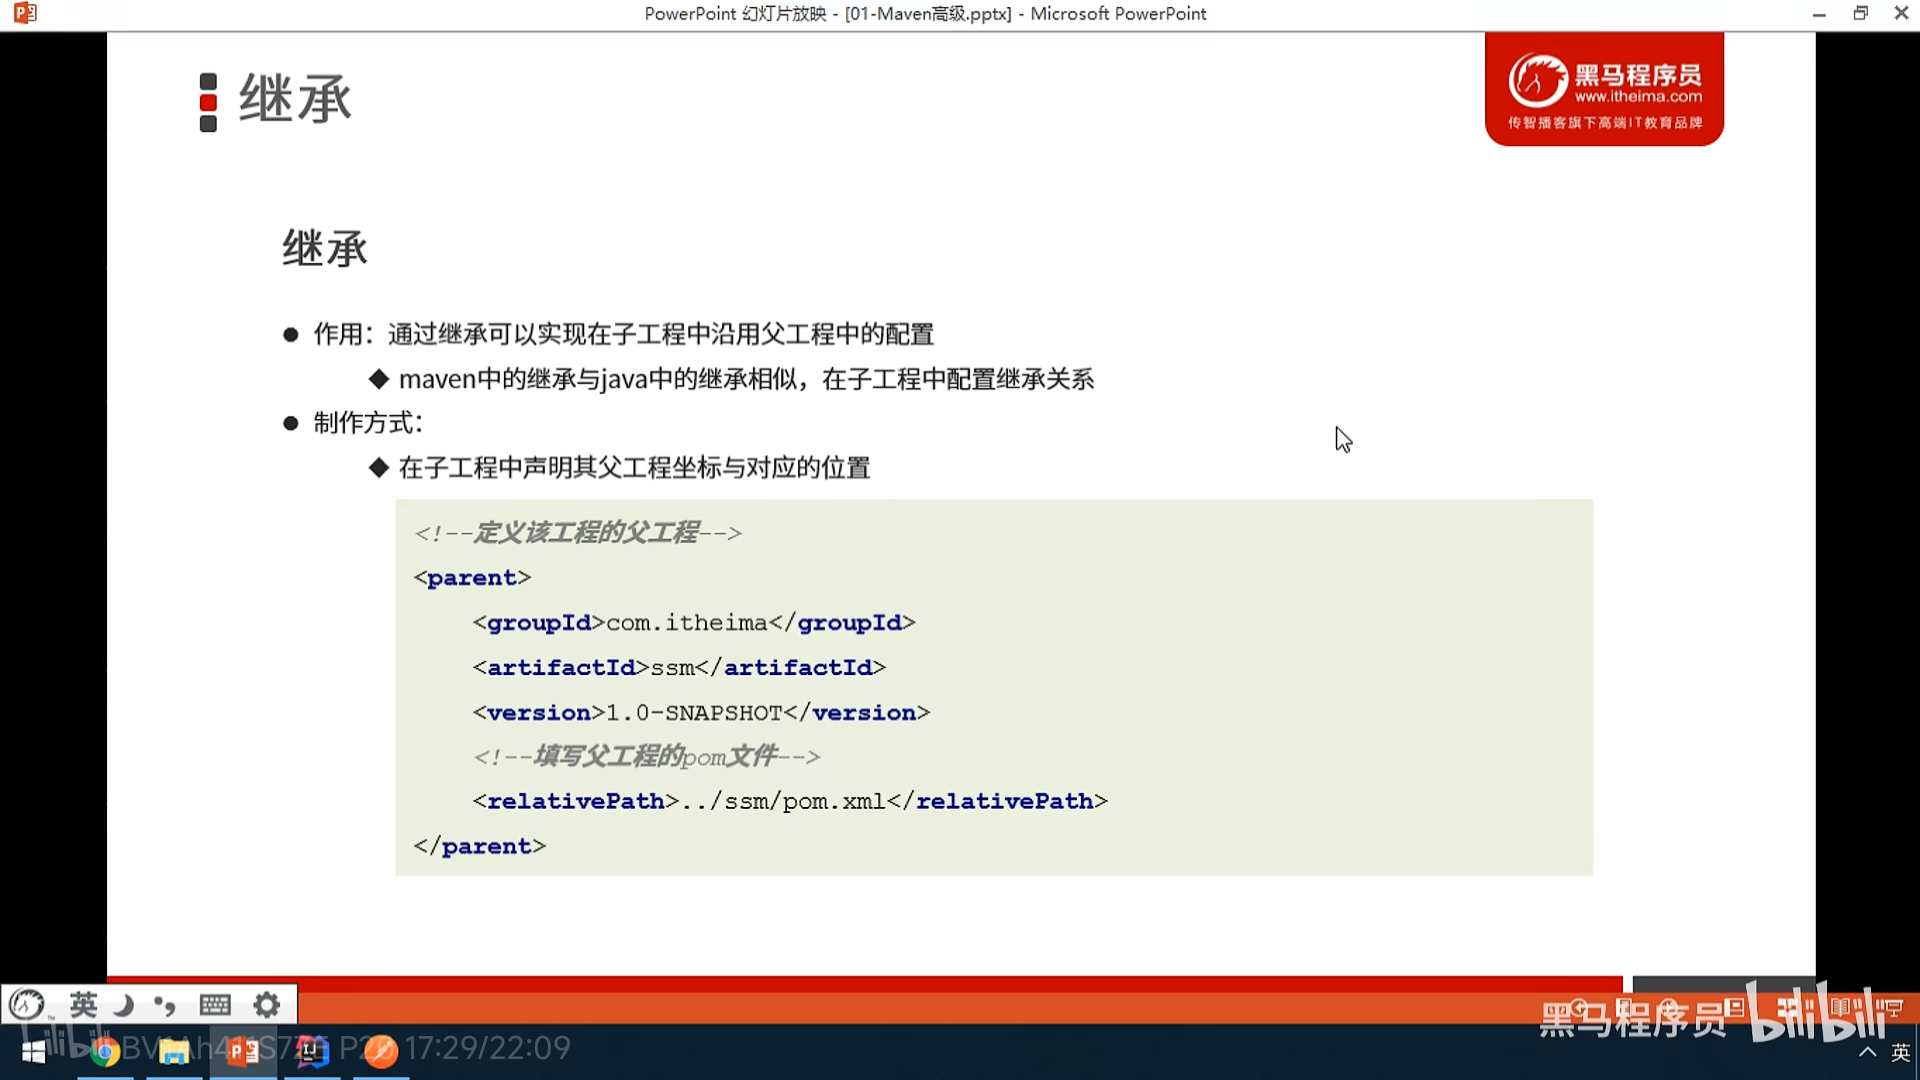 PowerPoint 幻灯片放映 - [01-Maven高级.pptx] - Microsoft PowerPoint
继承
黑马程序员
www.itheima.com
传智播客旗下高端IT教育品牌
继承
作用：通过继承可以实现在子工程中沿用父工程中的配置
maven中的继承与java中的继承相似，在子工程中配置继承关系
制作方式：
在子工程中声明其父工程坐标与对应的位置
<!--定义该工程的父工程-->
<parent>
<groupId>com.itheima</groupId>
<artifactId>ssm</artifactId>
<version>1.0-SNAPSHOT</version>
<!--填写父工程的pom文件-->
<relativePath>../ssm/pom.xml</relativePath>
</parent>
英
黑马程序员 bilibili
17:29/22:09
英